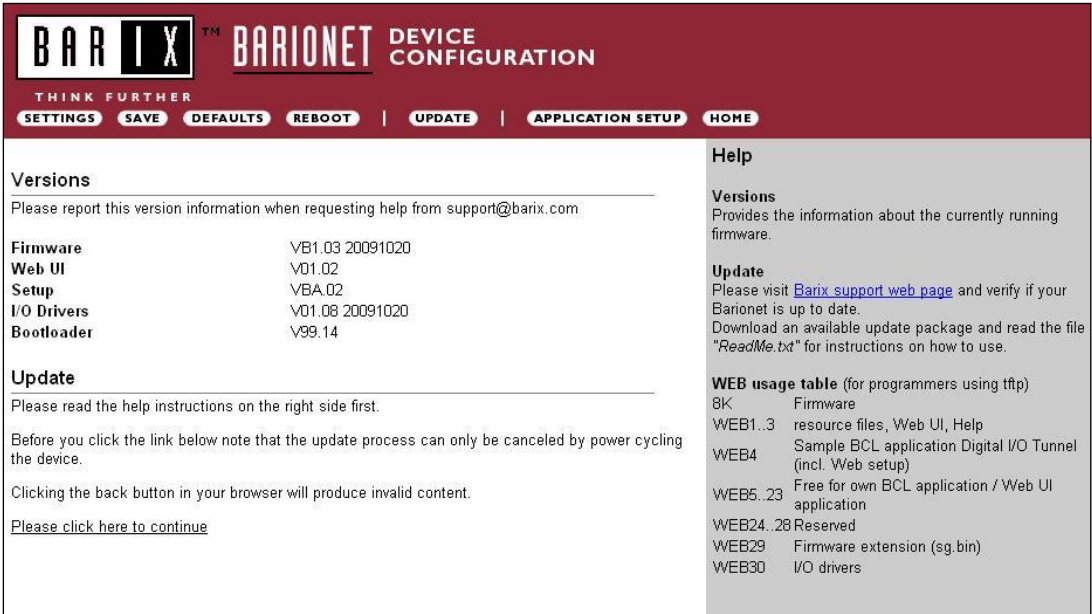 BARIX ™ BARIONET DEVICE CONFIGURATION
THINK FURTHER
SETTINGS SAVE DEFAULTS REBOOT | UPDATE | APPLICATION SETUP HOME
Versions
Please report this version information when requesting help from support@barix.com
Firmware VB1.03 20091020
Web UI V01.02
Setup VBA.02
I/O Drivers V01.08 20091020
Bootloader V99.14
Update
Please read the help instructions on the right side first.
Before you click the link below note that the update process can only be canceled by power cycling
the device.
Clicking the back button in your browser will produce invalid content.
Please click here to continue
Help
Versions
Provides the information about the currently running
firmware.
Update
Please visit Barix support web page and verify if your
Barionet is up to date.
Download an available update package and read the file
"ReadMe.txt" for instructions on how to use.
WEB usage table (for programmers using tftp)
8K Firmware
WEB1..3 resource files, Web UI, Help
WEB4 Sample BCL application Digital I/O Tunnel
(incl. Web setup)
WEB5..23 Free for own BCL application / Web UI
application
WEB24..28 Reserved
WEB29 Firmware extension (sg.bin)
WEB30 I/O drivers